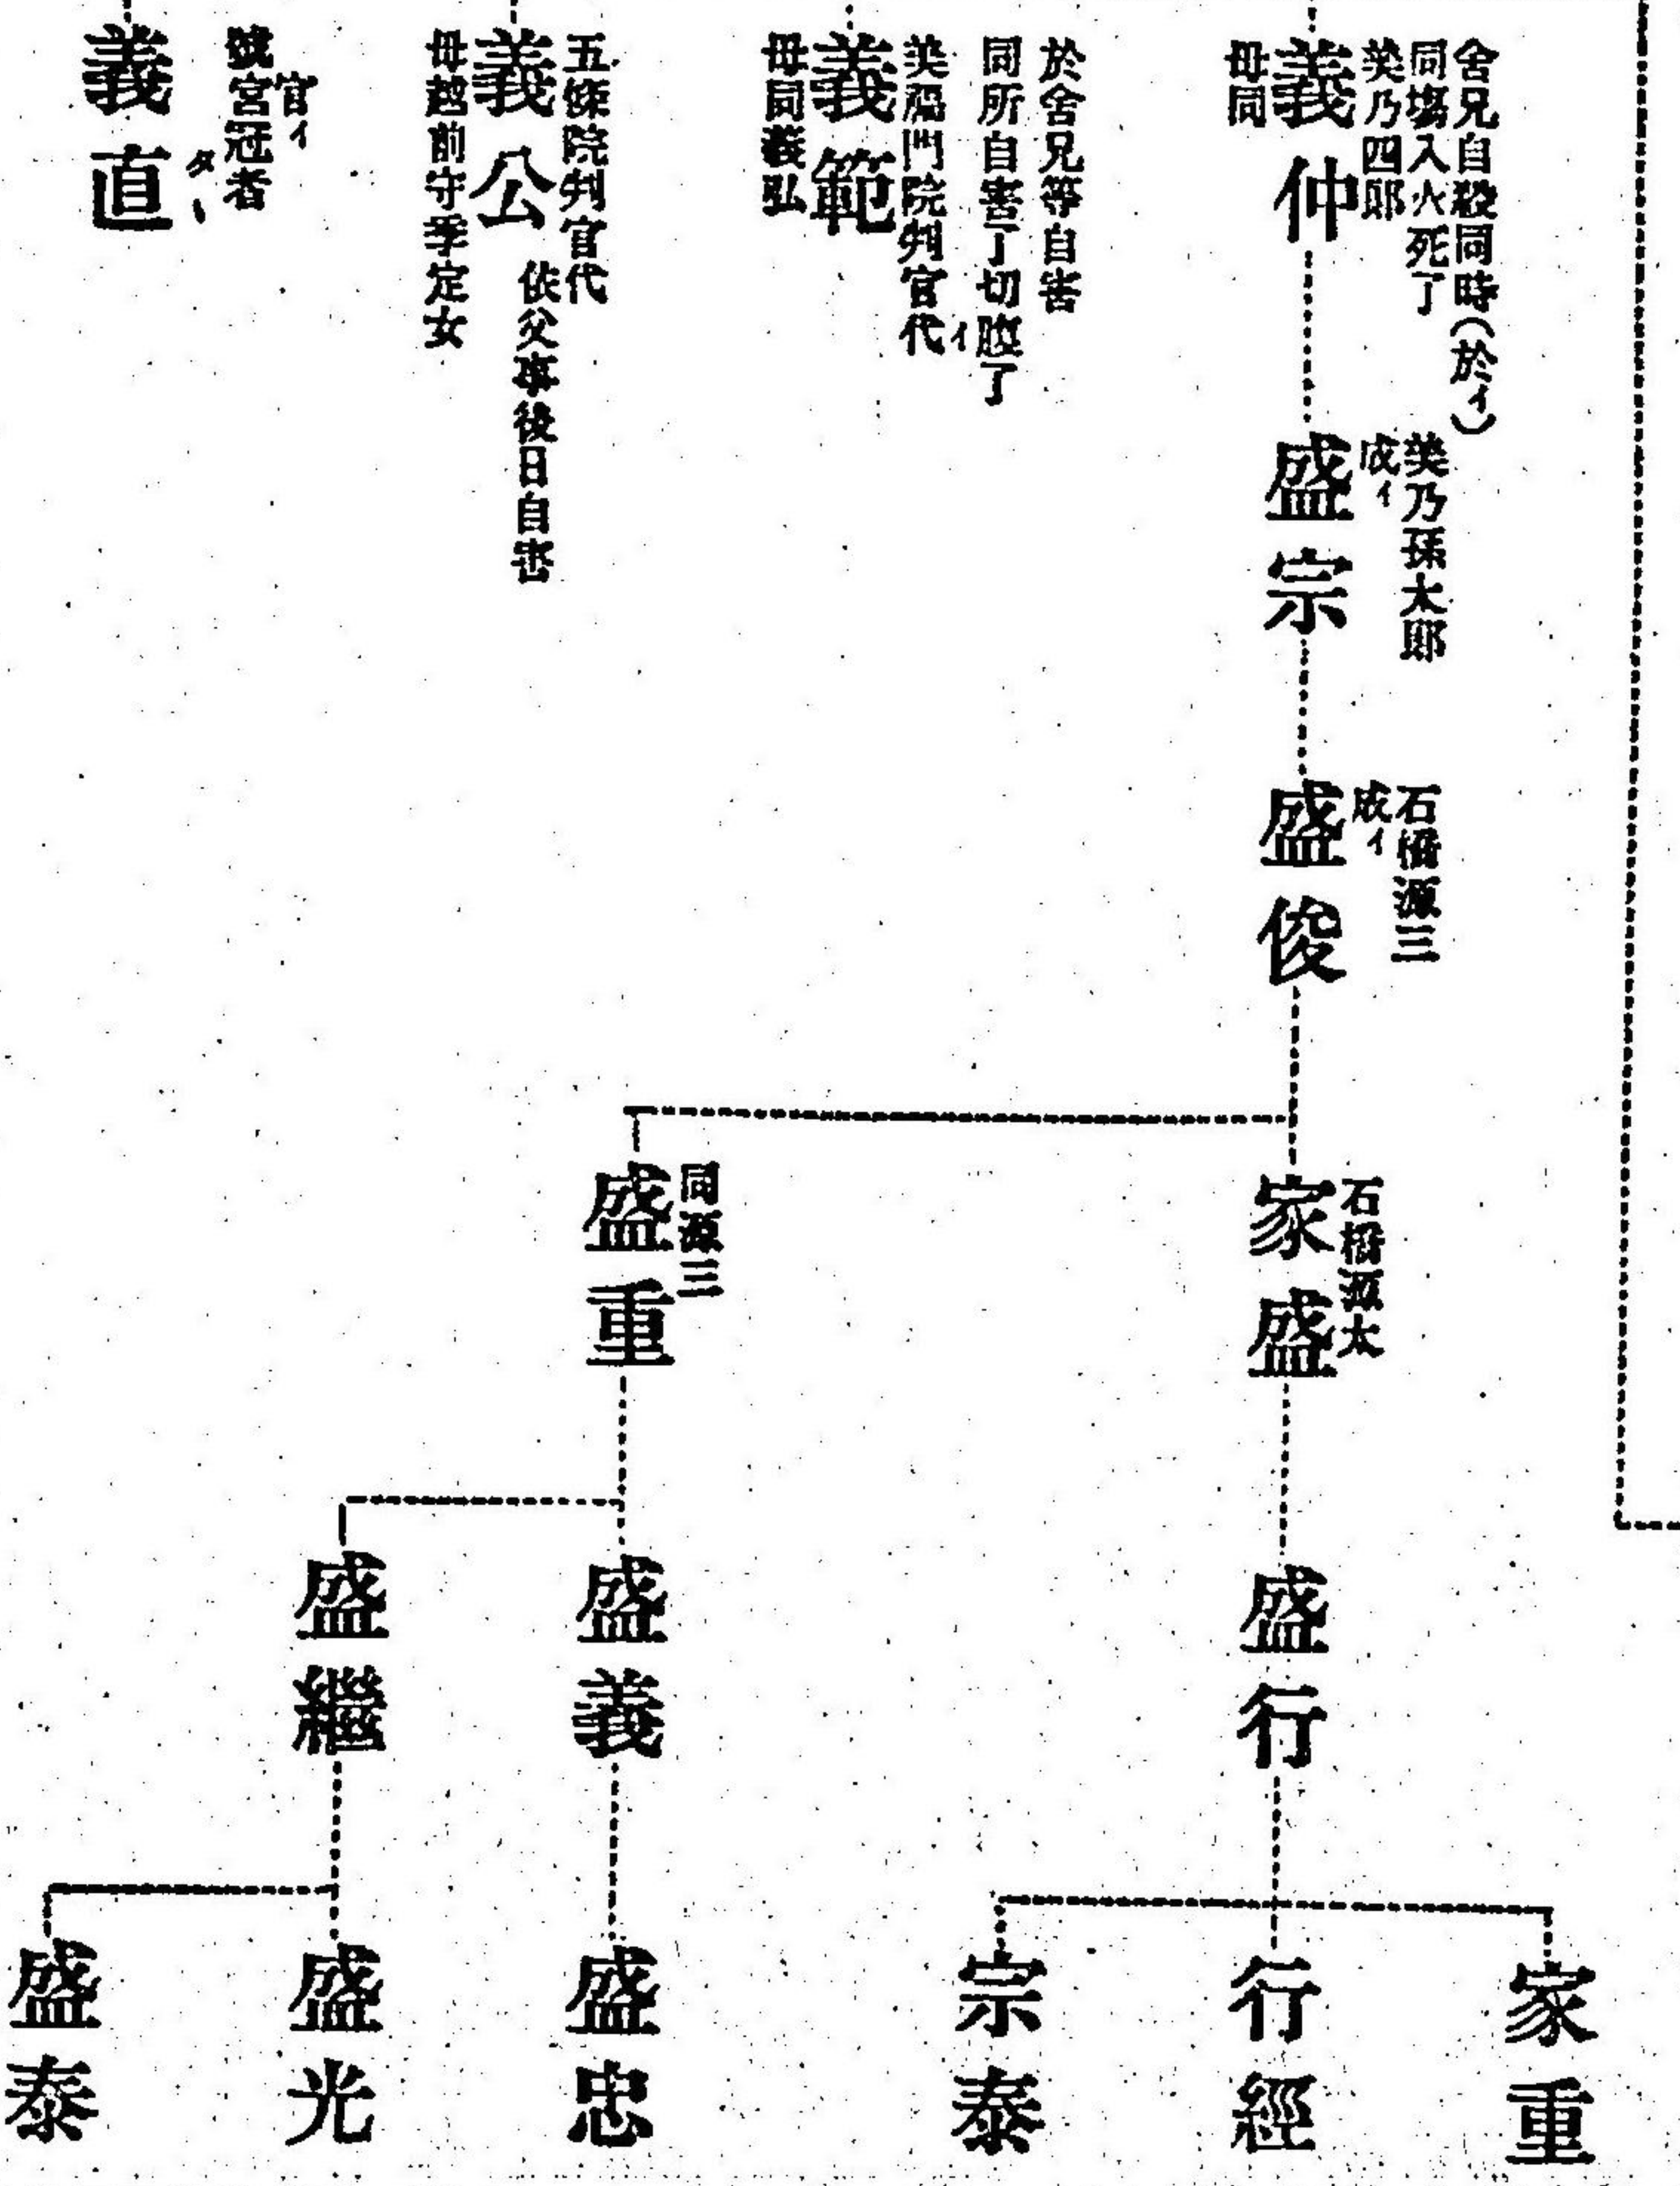 舍兄自殺同時(於イ)
同場入火死了
美乃四郎
義仲
母同
美乃孫太郎
成イ
盛宗
石橋源三
成イ
盛俊
石橋源太
家盛
同源三
盛重
盛行
盛義
盛繼
家重
行經
宗泰
盛忠
盛光
盛泰
於舍兄等自害
同所自害了切腹了
イ
美福門院判官代
義範
母同義弘
五條院判官代
義公
依父事後日自害
母越前守季定女
官イ
號宮冠者
義直